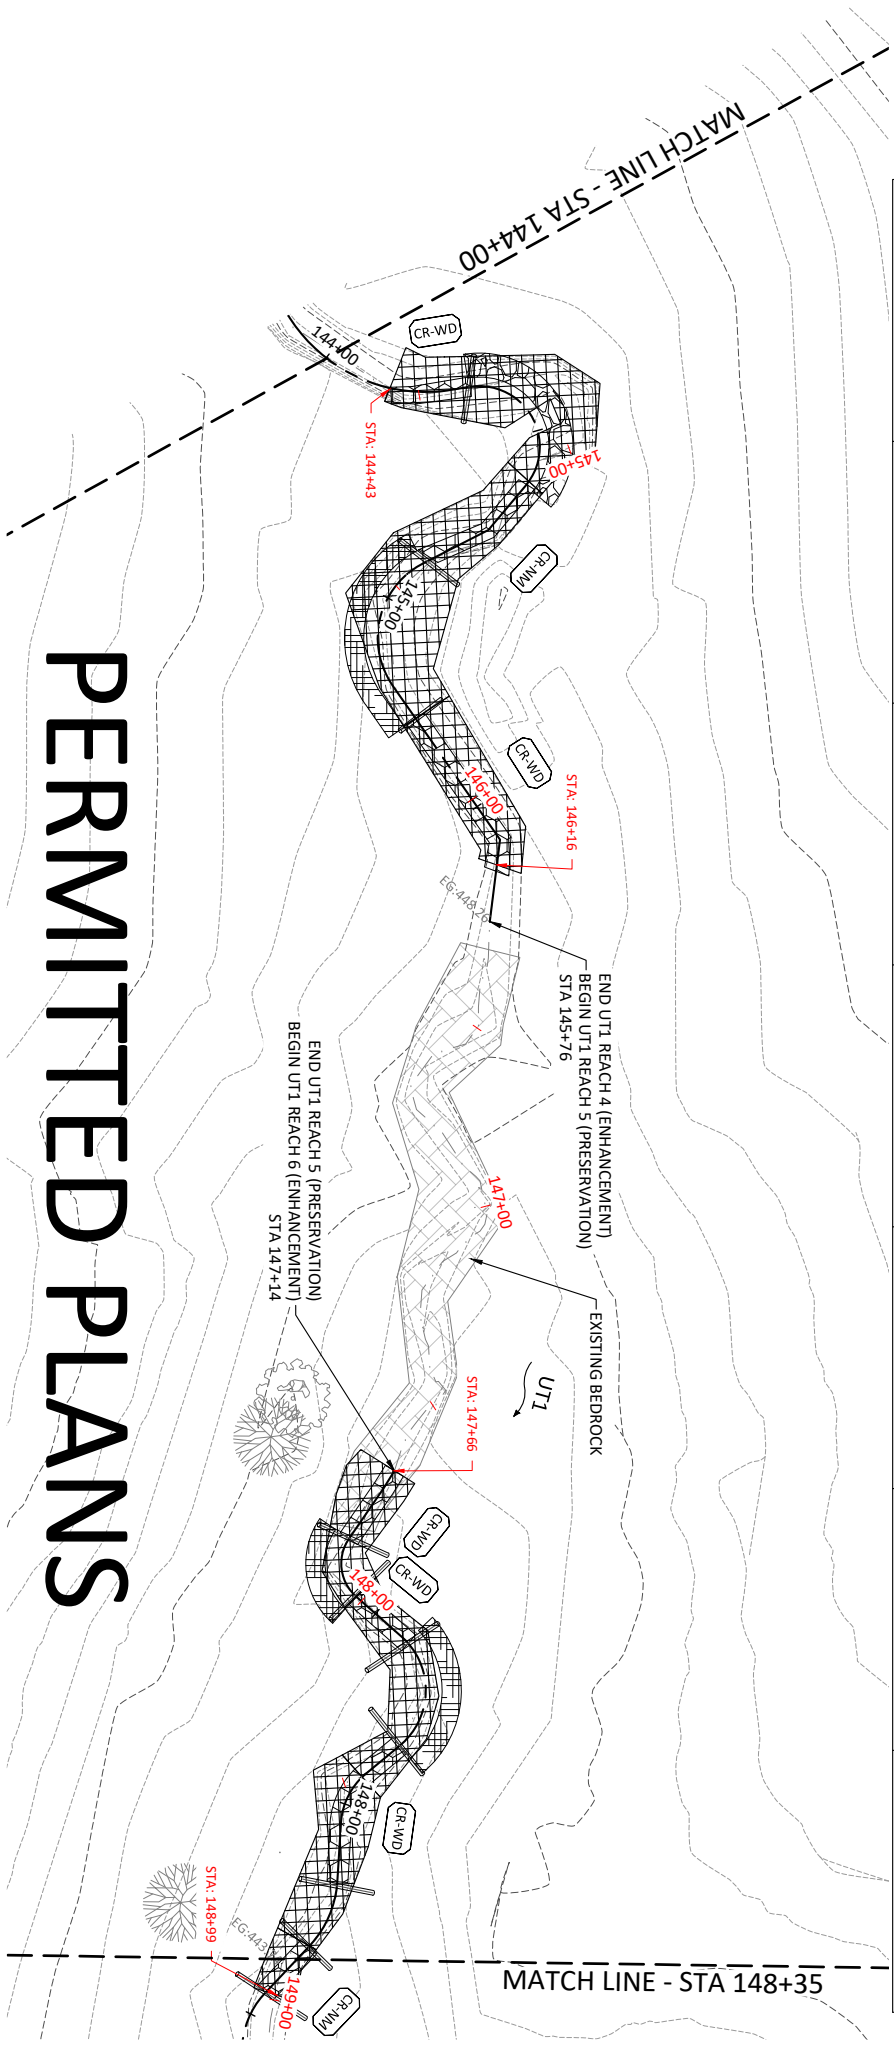 MATCH LINE - STA 144+00
144+00
CR-WD
STA: 144+43
145+00
CR-NM
145+00
CR-WD
146+00
STA: 146+16
EG:448.26
END UT1 REACH 4 (ENHANCEMENT)
BEGIN UT1 REACH 5 (PRESERVATION)
STA 145+76
END UT1 REACH 5 (PRESERVATION)
BEGIN UT1 REACH 6 (ENHANCEMENT)
STA 147+14
147+00
EXISTING BEDROCK
UT1
STA: 147+66
CR-WD
CR-WD
148+00
148+00
CR-WD
STA: 148+99
EG:443
149+00
CR-NM
MATCH LINE - STA 148+35
PERMITTED PLANS